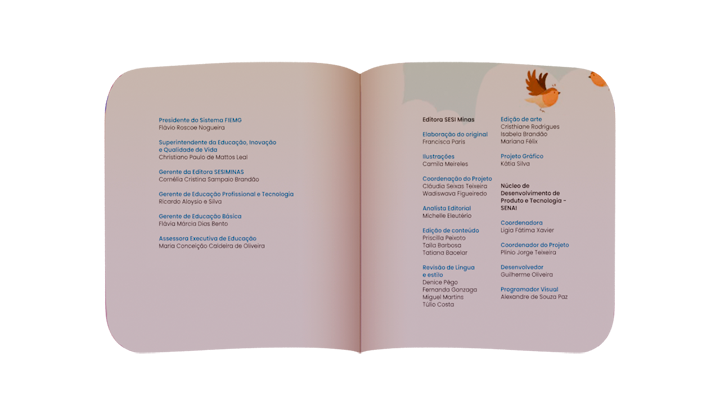 Presidente do Sistema FIEMG
Flávio Roscoe Nogueira
Superintendente da Educação, Inovação
e Qualidade de Vida
Christiano Paulo de Mattos Leal
Gerente da Editora SESIMINAS
Cornélia Cristina Sampaio Brandão
Gerente de Educação Profissional e Tecnologia
Ricardo Aloysio e Silva
Gerente de Educação Básica
Flávia Márcia Dias Bento
Assessora Executiva de Educação
Maria Conceição Caldeira de Oliveira
Editora SESI Minas
Elaboração do original
Francisca Paris
Ilustrações
Camila Meireles
Coordenação do Projeto
Cláudia Seixas Teixeira
Wadiswava Figueiredo
Analista Editorial
Michelle Eleutério
Edição de conteúdo
Priscilla Peixoto
Talla Barbosa
Tatiana Bacelar
Revisão de Língua
e estilo
Denice Pêgo
Fernanda Gonzaga
Miguel Martins
Túlio Costa
Edição de arte
Cristhiane Rodrigues
Isabela Brandão
Mariana Félix
Projeto Gráfico
Kátia Silva
Núcleo de
Desenvolvimento de
Produto e Tecnologia -
SENAI
Coordenadora
Ligia Fátima Xavier
Coordenador do Projeto
Plínio Jorge Teixeira
Desenvolvedor
Guilherme Oliveira
Programador Visual
Alexandre de Souza Paz